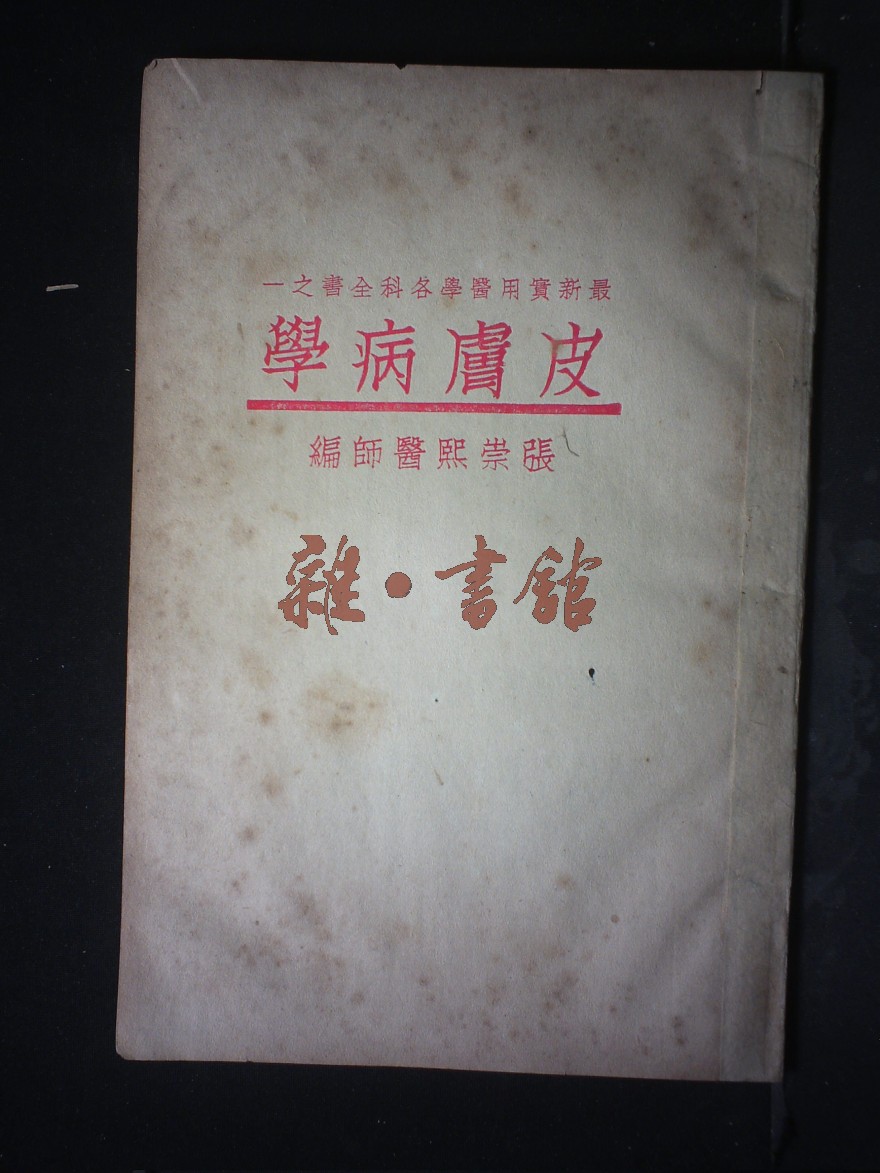 最新實用醫學各科全書之一
皮膚病學
張崇熙醫師編
雜•書館